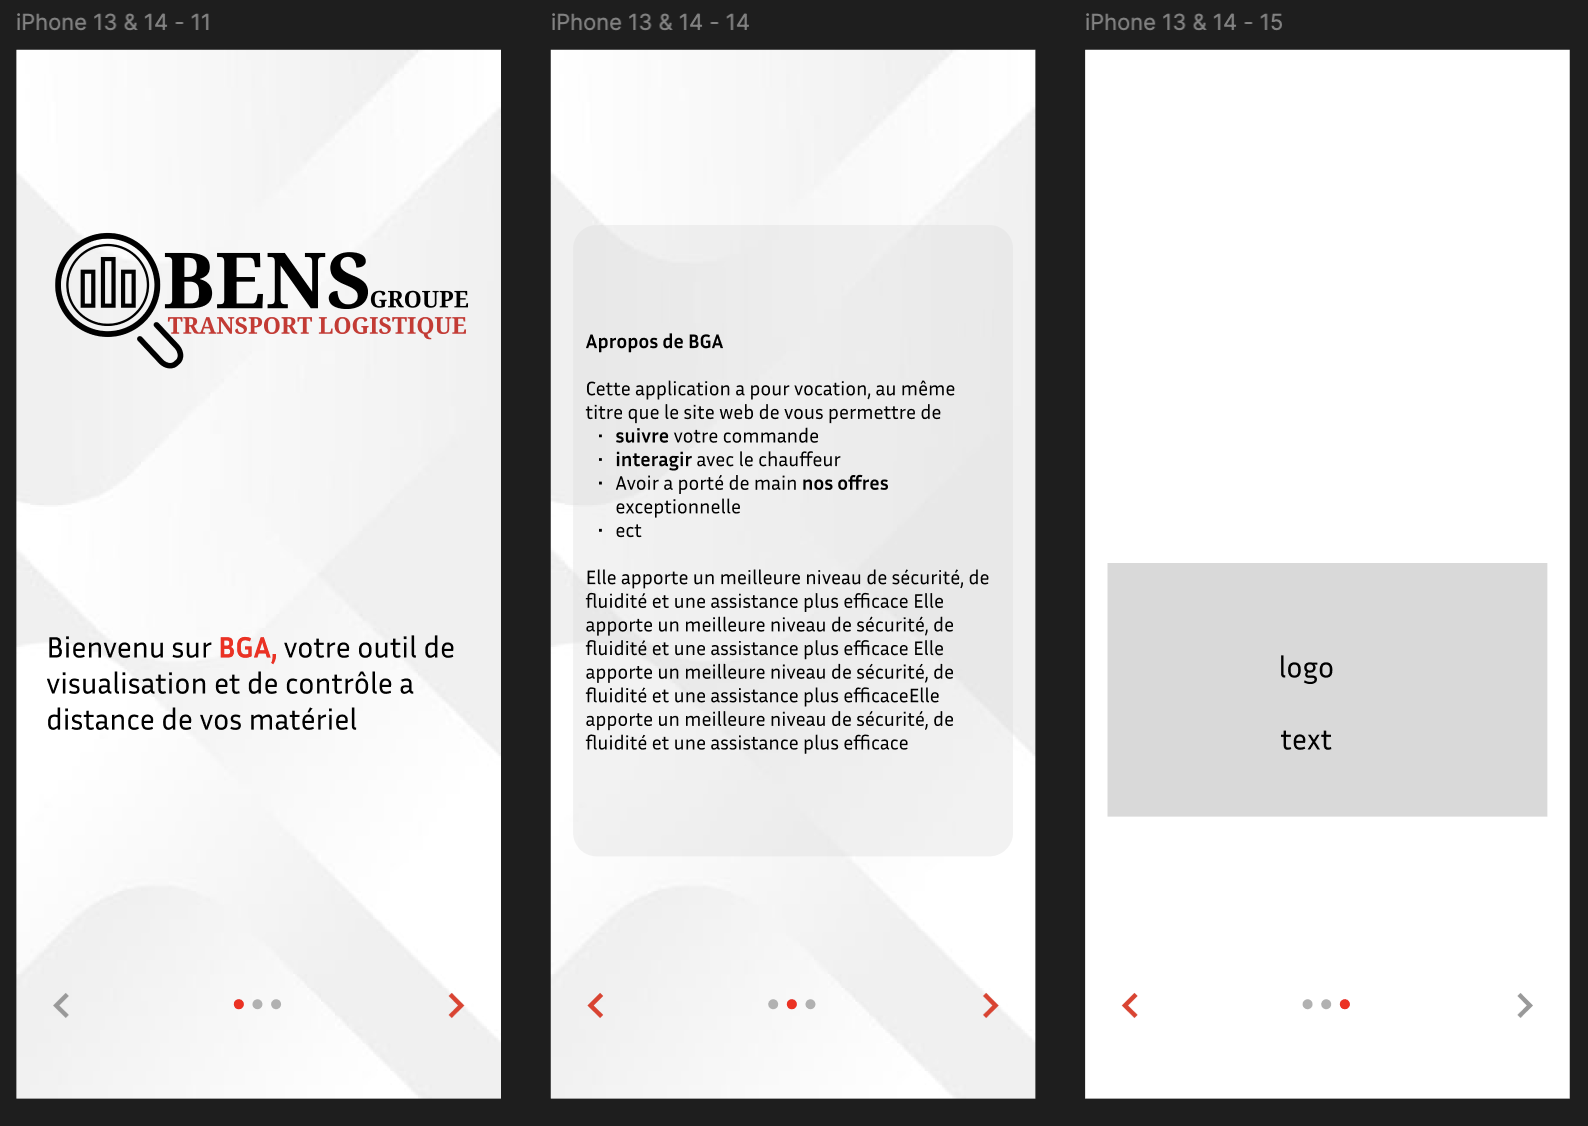 iPhone 13 & 14 - 11
BENS GROUPE
TRANSPORT LOGISTIQUE
Bienvenu sur BGA, votre outil de
visualisation et de contrôle a
distance de vos matériel
iPhone 13 & 14 - 14
Apropos de BGA
Cette application a pour vocation, au même
titre que le site web de vous permettre de
· suivre votre commande
· interagir avec le chauffeur
· Avoir a porté de main nos offres
exceptionnelle
· ect
Elle apporte un meilleure niveau de sécurité, de
fluidité et une assistance plus efficace Elle
apporte un meilleure niveau de sécurité, de
fluidité et une assistance plus efficace Elle
apporte un meilleure niveau de sécurité, de
fluidité et une assistance plus efficaceElle
apporte un meilleure niveau de sécurité, de
fluidité et une assistance plus efficace
iPhone 13 & 14 - 15
logo
text